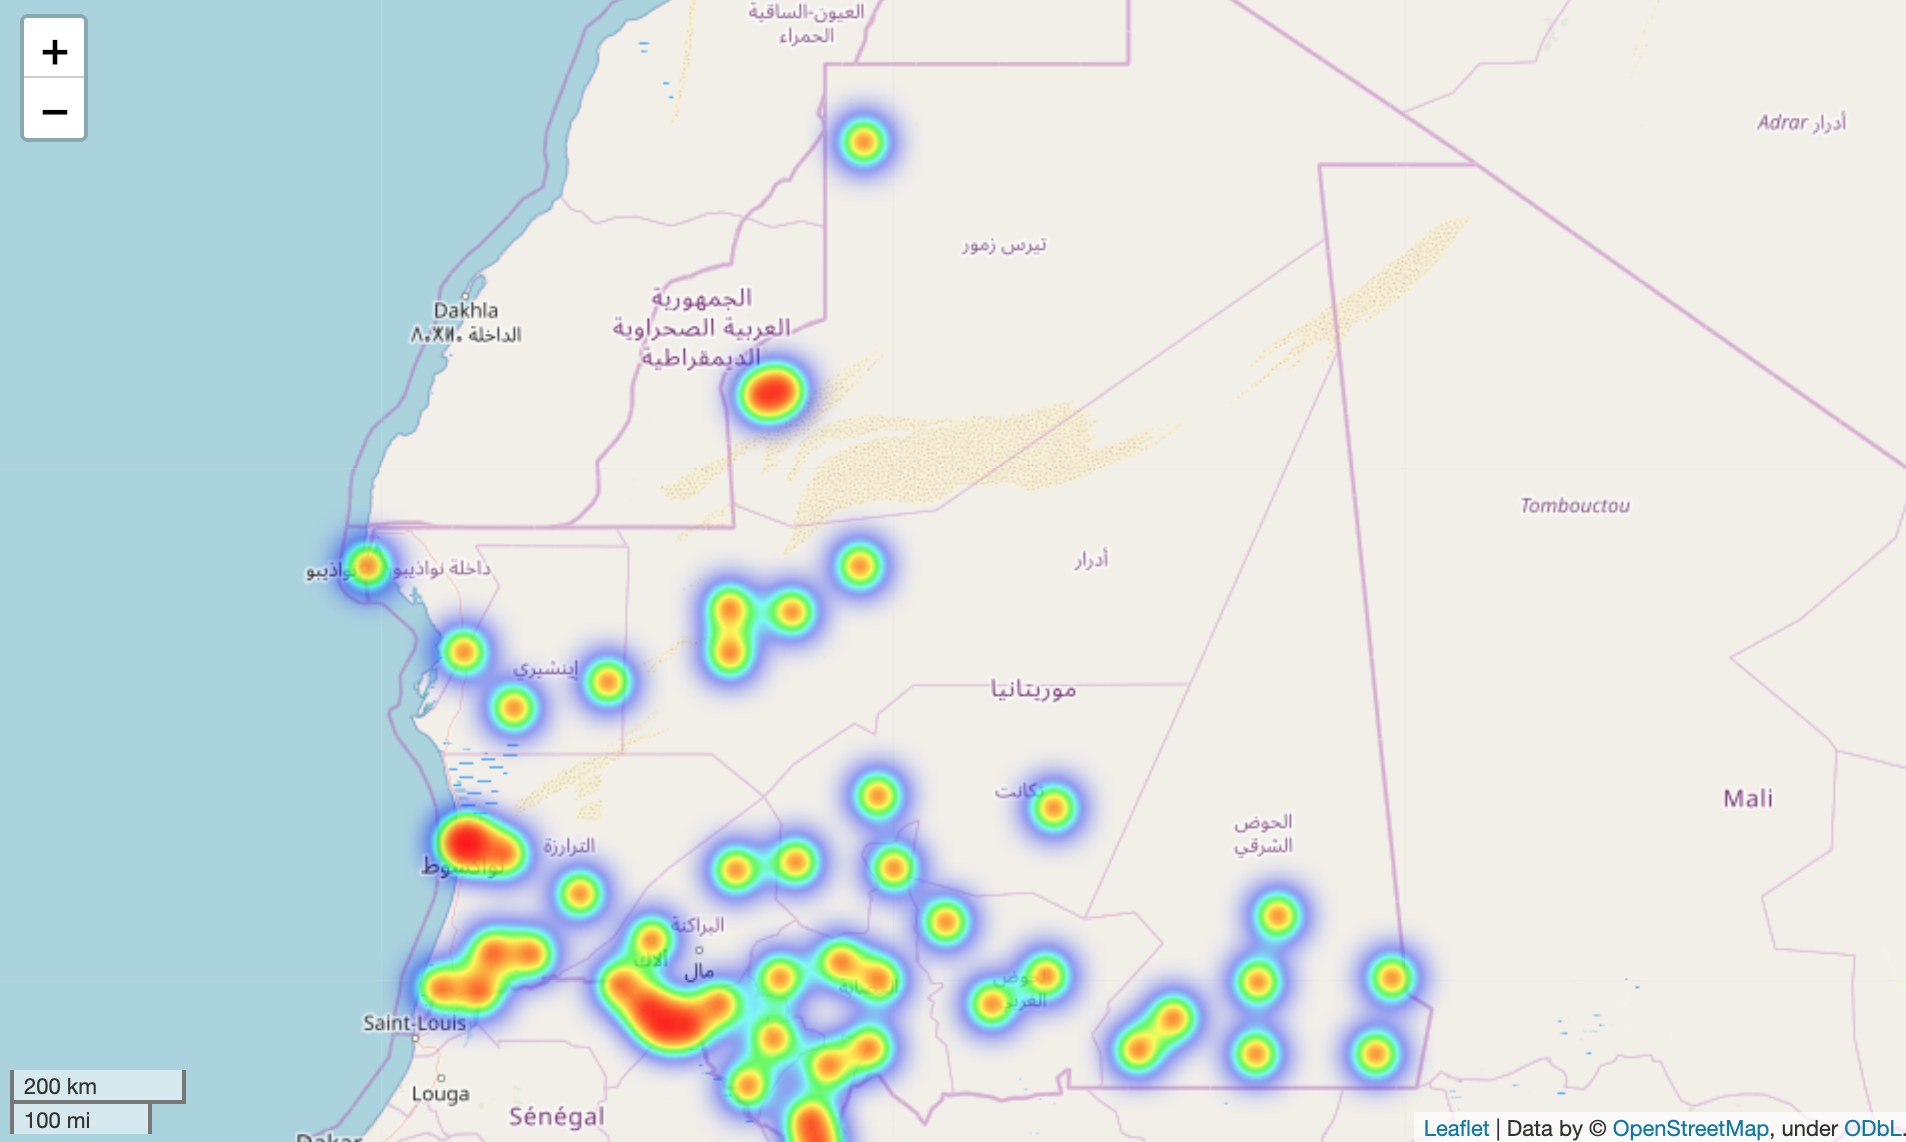 +
−
العيون-الساقية
الحمراء
Adrar أدرار
تيرس زمور
الجمهورية
العربية الصحراوية
الديمقراطية
Dakhla
ⴷⴰⵅⵍⴰ الداخلة
Tombouctou
أدرار
نواذيبو
داخلة نواذيبو
إينشيري
موريتانيا
تكانت
Mali
الحوض
الشرقي
الترارزة
نواكشوط
البراكنة
ألاك
مال
لعصابة
الحوض
الغربي
Saint-Louis
Louga
Sénégal
Dakar
200 km
100 mi
Leaflet | Data by © OpenStreetMap, under ODbL.